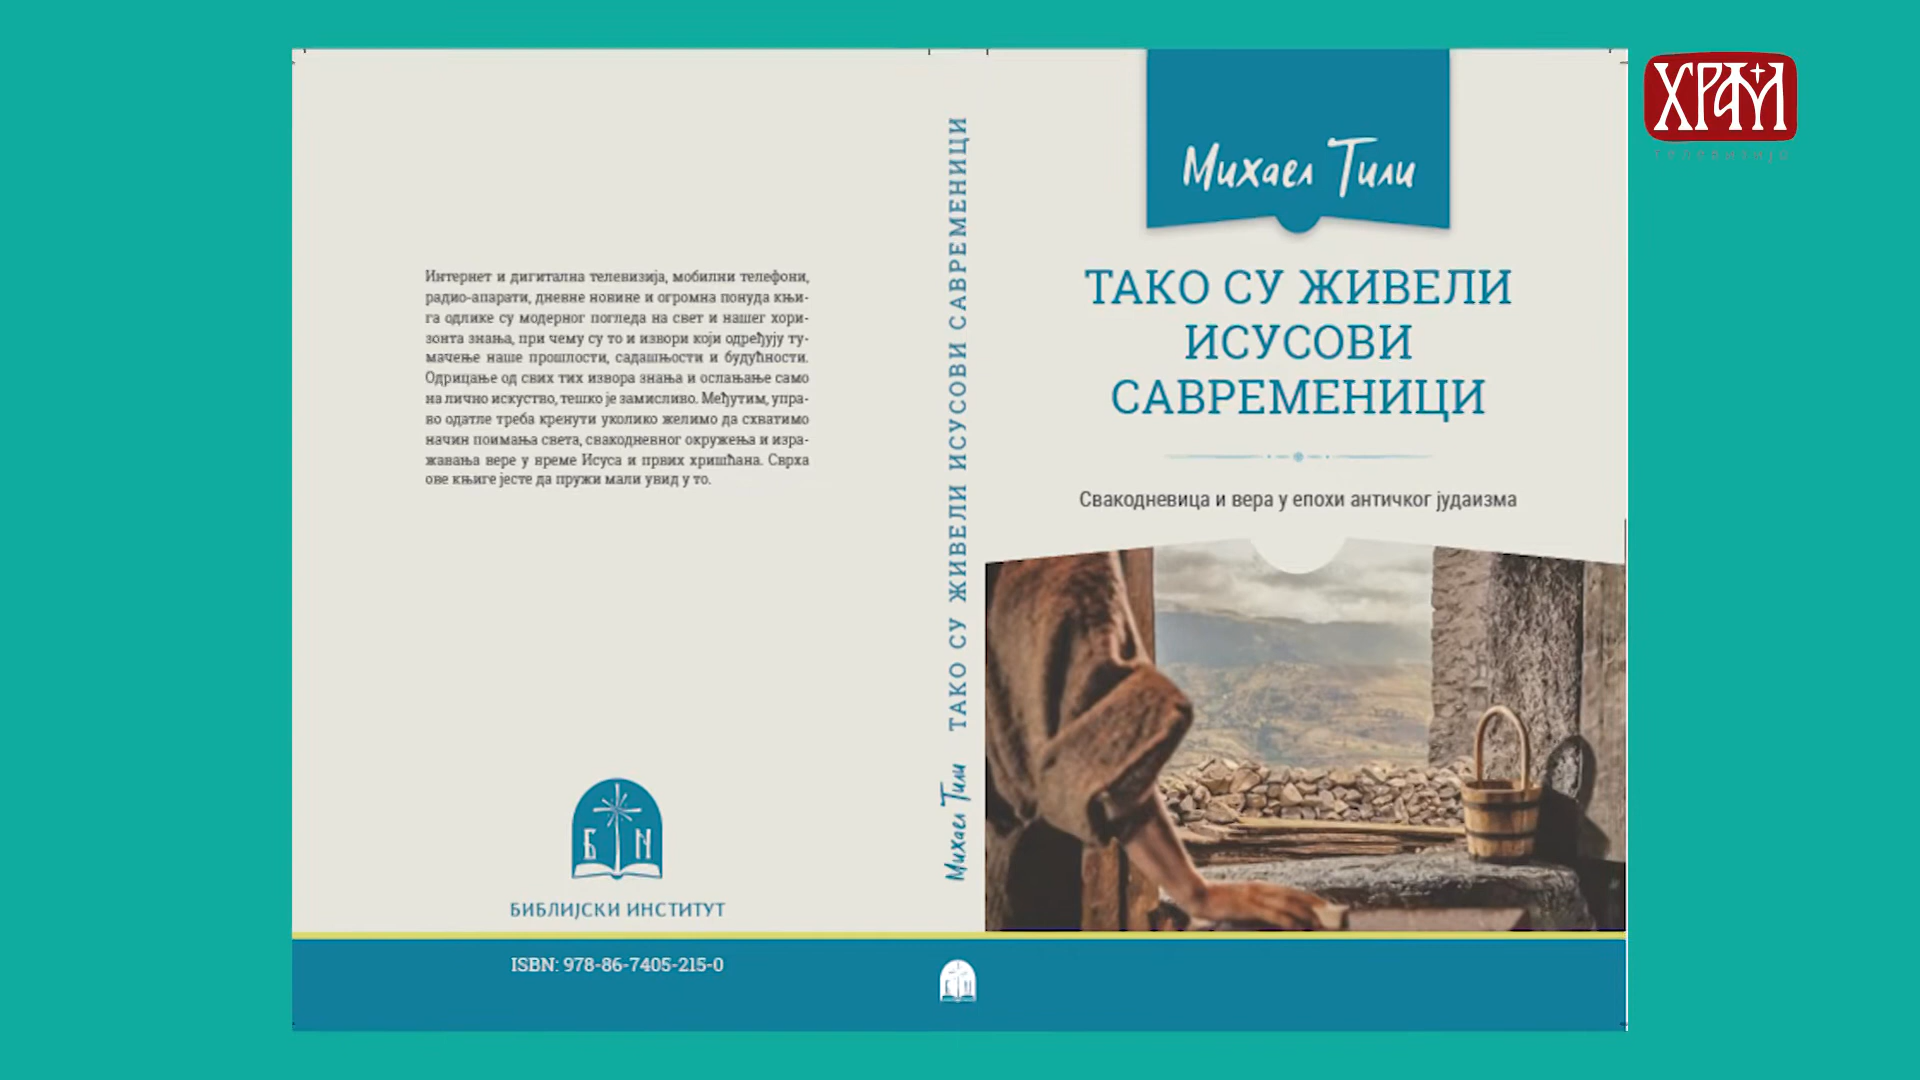 Интернет и дигитална телевизија, мобилни телефони,
радио-апарати, дневне новине и огромна понуда књи-
га одлике су модерног погледа на свет и нашег хори-
зонта знања, при чему су то и извори који одређују ту-
мачење наше прошлости, садашњости и будућности.
Одрицање од свих тих извора знања и ослањање само
на лично искуство, тешко је замисливо. Међутим, упра-
во одатле треба кренути уколико желимо да схватимо
начин поимања света, свакодневног окружења и изра-
жавања вере у време Исуса и првих хришћана. Сврха
ове књиге јесте да пружи мали увид у то.
Б И
БИБЛИЈСКИ ИНСТИТУТ
ISBN: 978-86-7405-215-0
Михаел Тили ТАКО СУ ЖИВЕЛИ ИСУСОВИ САВРЕМЕНИЦИ
Б И
Михаел Тили
ТАКО СУ ЖИВЕЛИ
ИСУСОВИ
САВРЕМЕНИЦИ
Свакодневица и вера у епохи античког јудаизма
ХРАМ
телевизија